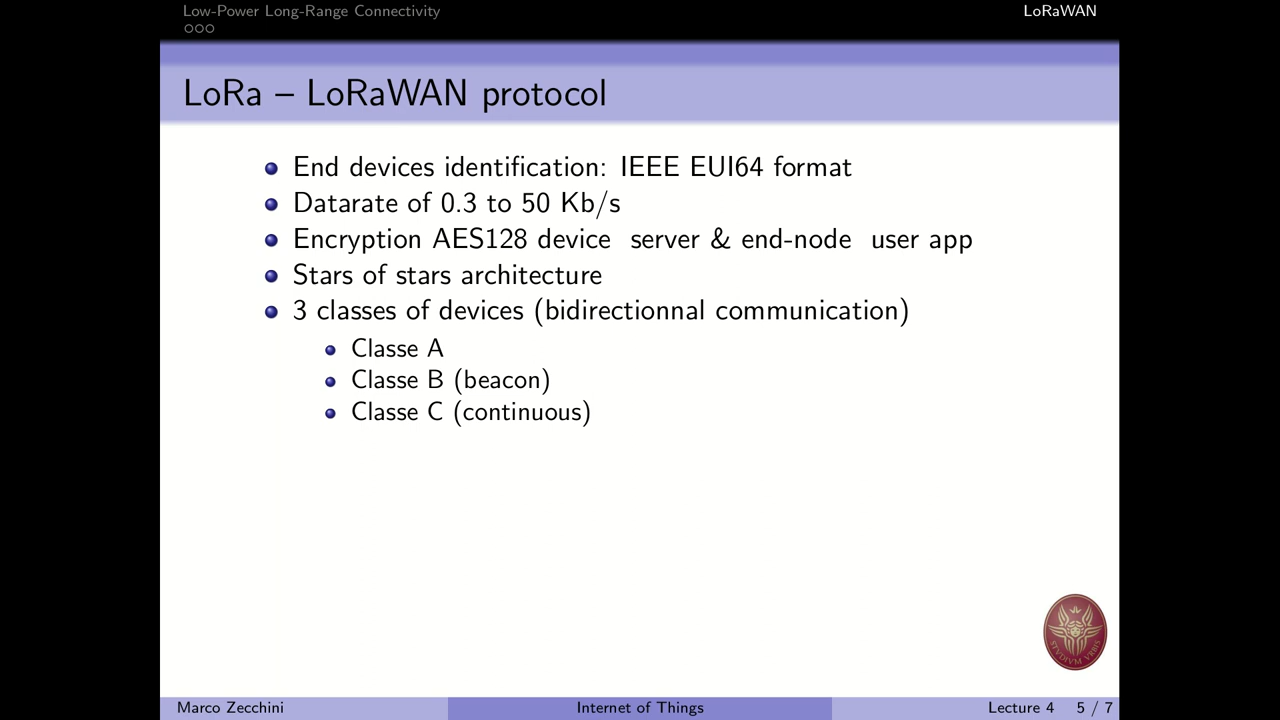 Low-Power Long-Range Connectivity
LoRaWAN
LoRa – LoRaWAN protocol
End devices identification: IEEE EUI64 format
Datarate of 0.3 to 50 Kb/s
Encryption AES128 device server & end-node user app
Stars of stars architecture
3 classes of devices (bidirectionnal communication)
Classe A
Classe B (beacon)
Classe C (continuous)
STVDIVM VRBIS
Marco Zecchini
Internet of Things
Lecture 4
5 / 7